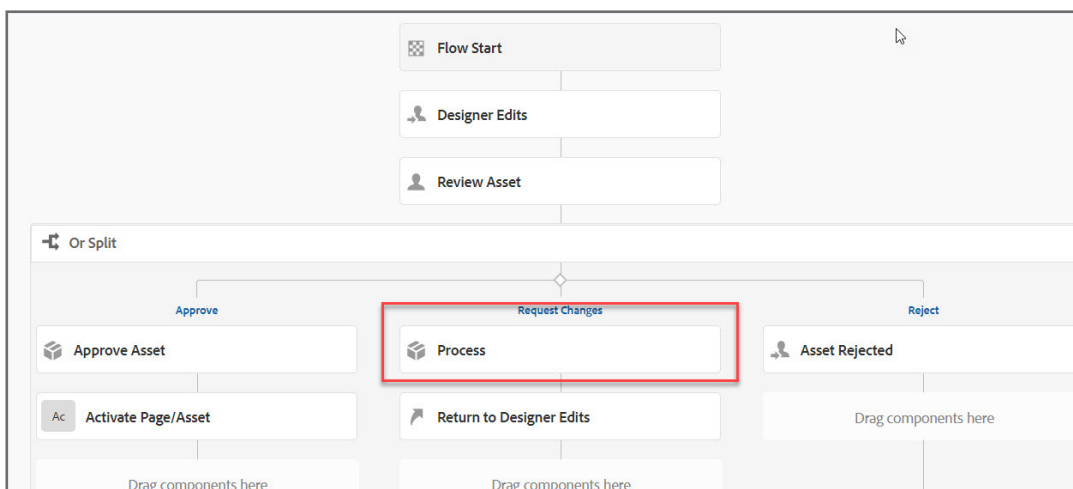 Flow Start
Designer Edits
Review Asset
Or Split
Approve
Request Changes
Reject
Approve Asset
Process
Asset Rejected
Ac
Activate Page/Asset
Return to Designer Edits
Drag components here
Drag components here
Drag components here